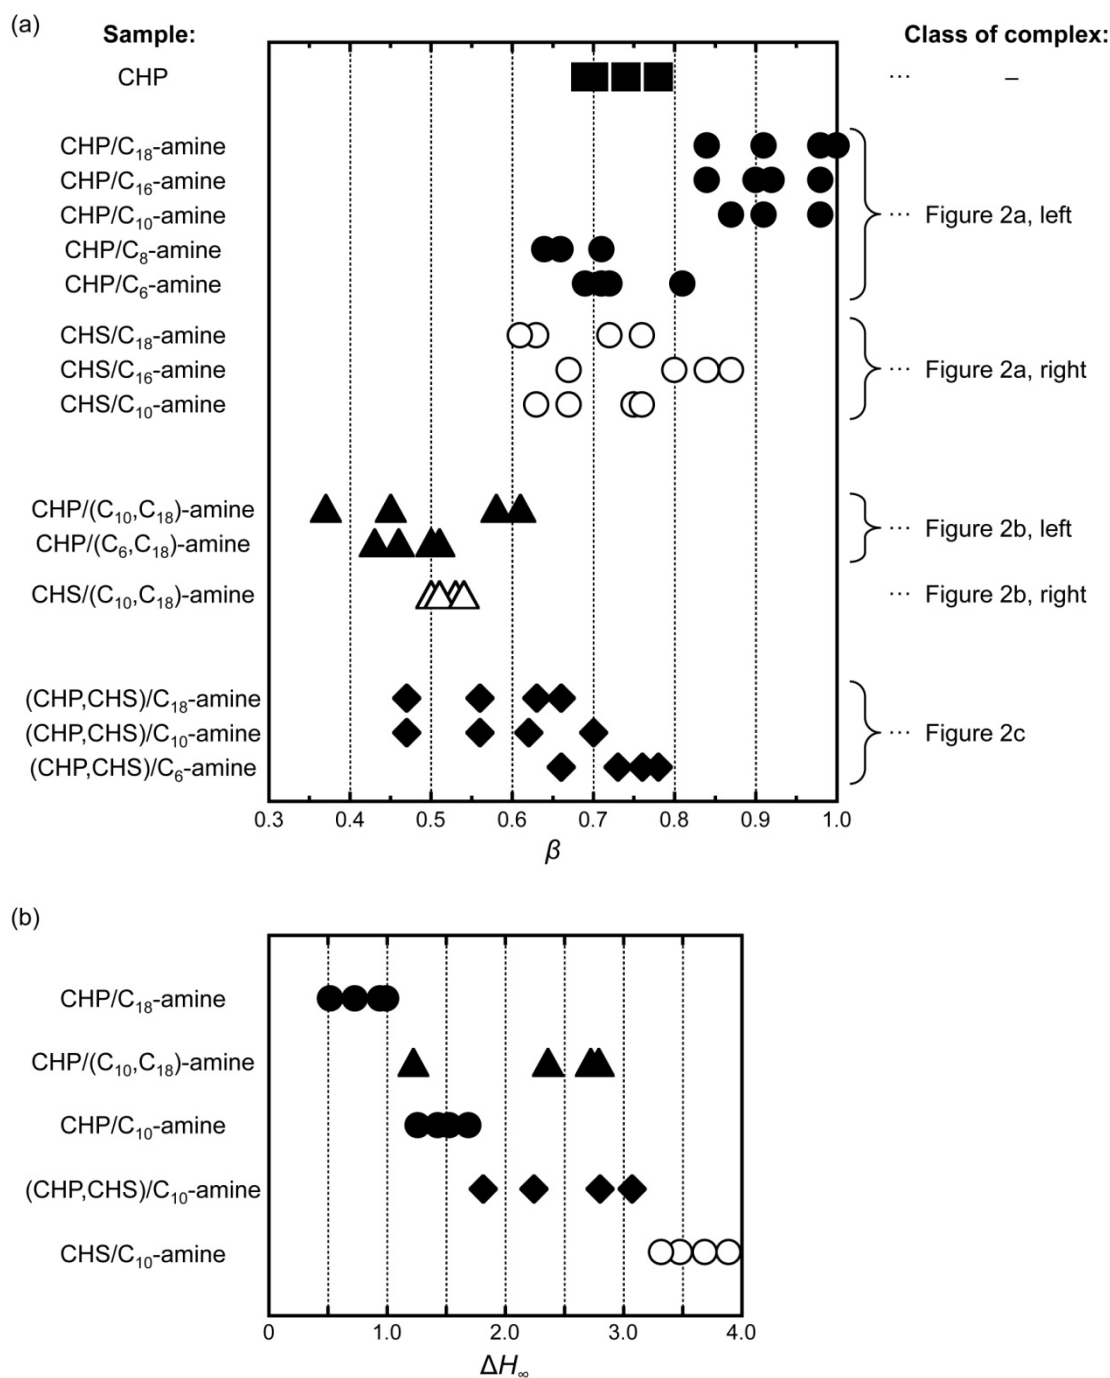 (a)
Sample:
Class of complex:
CHP ··· –
CHP/C₁₈-amine
CHP/C₁₆-amine
CHP/C₁₀-amine ··· Figure 2a, left
CHP/C₈-amine
CHP/C₆-amine
CHS/C₁₈-amine
CHS/C₁₆-amine ··· Figure 2a, right
CHS/C₁₀-amine
CHP/(C₁₀,C₁₈)-amine
··· Figure 2b, left
CHP/(C₆,C₁₈)-amine
CHS/(C₁₀,C₁₈)-amine ··· Figure 2b, right
(CHP,CHS)/C₁₈-amine
(CHP,CHS)/C₁₀-amine ··· Figure 2c
(CHP,CHS)/C₆-amine
0.3 0.4 0.5 0.6 0.7 0.8 0.9 1.0
β
(b)
CHP/C₁₈-amine
CHP/(C₁₀,C₁₈)-amine
CHP/C₁₀-amine
(CHP,CHS)/C₁₀-amine
CHS/C₁₀-amine
0 1.0 2.0 3.0 4.0
ΔH∞